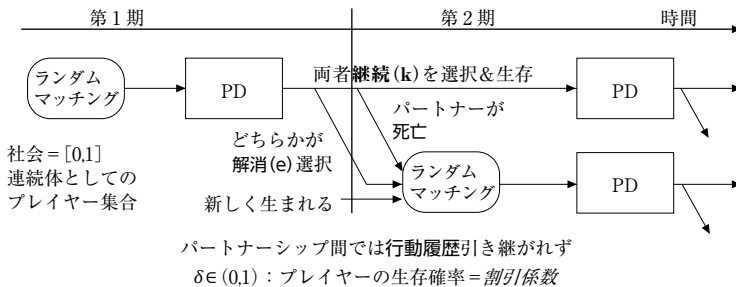 第1期
第2期
時間
ランダム
マッチング
PD
両者継続(k)を選択&生存
PD
パートナーが
死亡
どちらかが
解消(e)選択
社会=[0,1]
連続体としての
プレイヤー集合
ランダム
マッチング
PD
新しく生まれる
パートナーシップ間では行動履歴引き継がれず
δ∈(0,1):プレイヤーの生存確率=割引係数